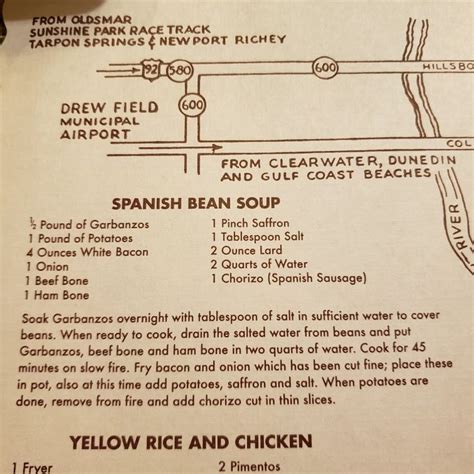 FROM OLDSMAR
SUNSHINE PARK RACE TRACK
TARPON SPRINGS & NEW PORT RICHEY
92 580
600
HILLSBO
600
DREW FIELD
MUNICIPAL
AIRPORT
COL
FROM CLEARWATER, DUNEDIN
AND GULF COAST BEACHES
RIVER
SPANISH BEAN SOUP
½ Pound of Garbanzos
1 Pound of Potatoes
4 Ounces White Bacon
1 Onion
1 Beef Bone
1 Ham Bone
1 Pinch Saffron
1 Tablespoon Salt
2 Ounce Lard
2 Quarts of Water
1 Chorizo (Spanish Sausage)
Soak Garbanzos overnight with tablespoon of salt in sufficient water to cover
beans. When ready to cook, drain the salted water from beans and put
Garbanzos, beef bone and ham bone in two quarts of water. Cook for 45
minutes on slow fire. Fry bacon and onion which has been cut fine; place these
in pot, also at this time add potatoes, saffron and salt. When potatoes are
done, remove from fire and add chorizo cut in thin slices.
YELLOW RICE AND CHICKEN
1 Fryer
2 Pimentos